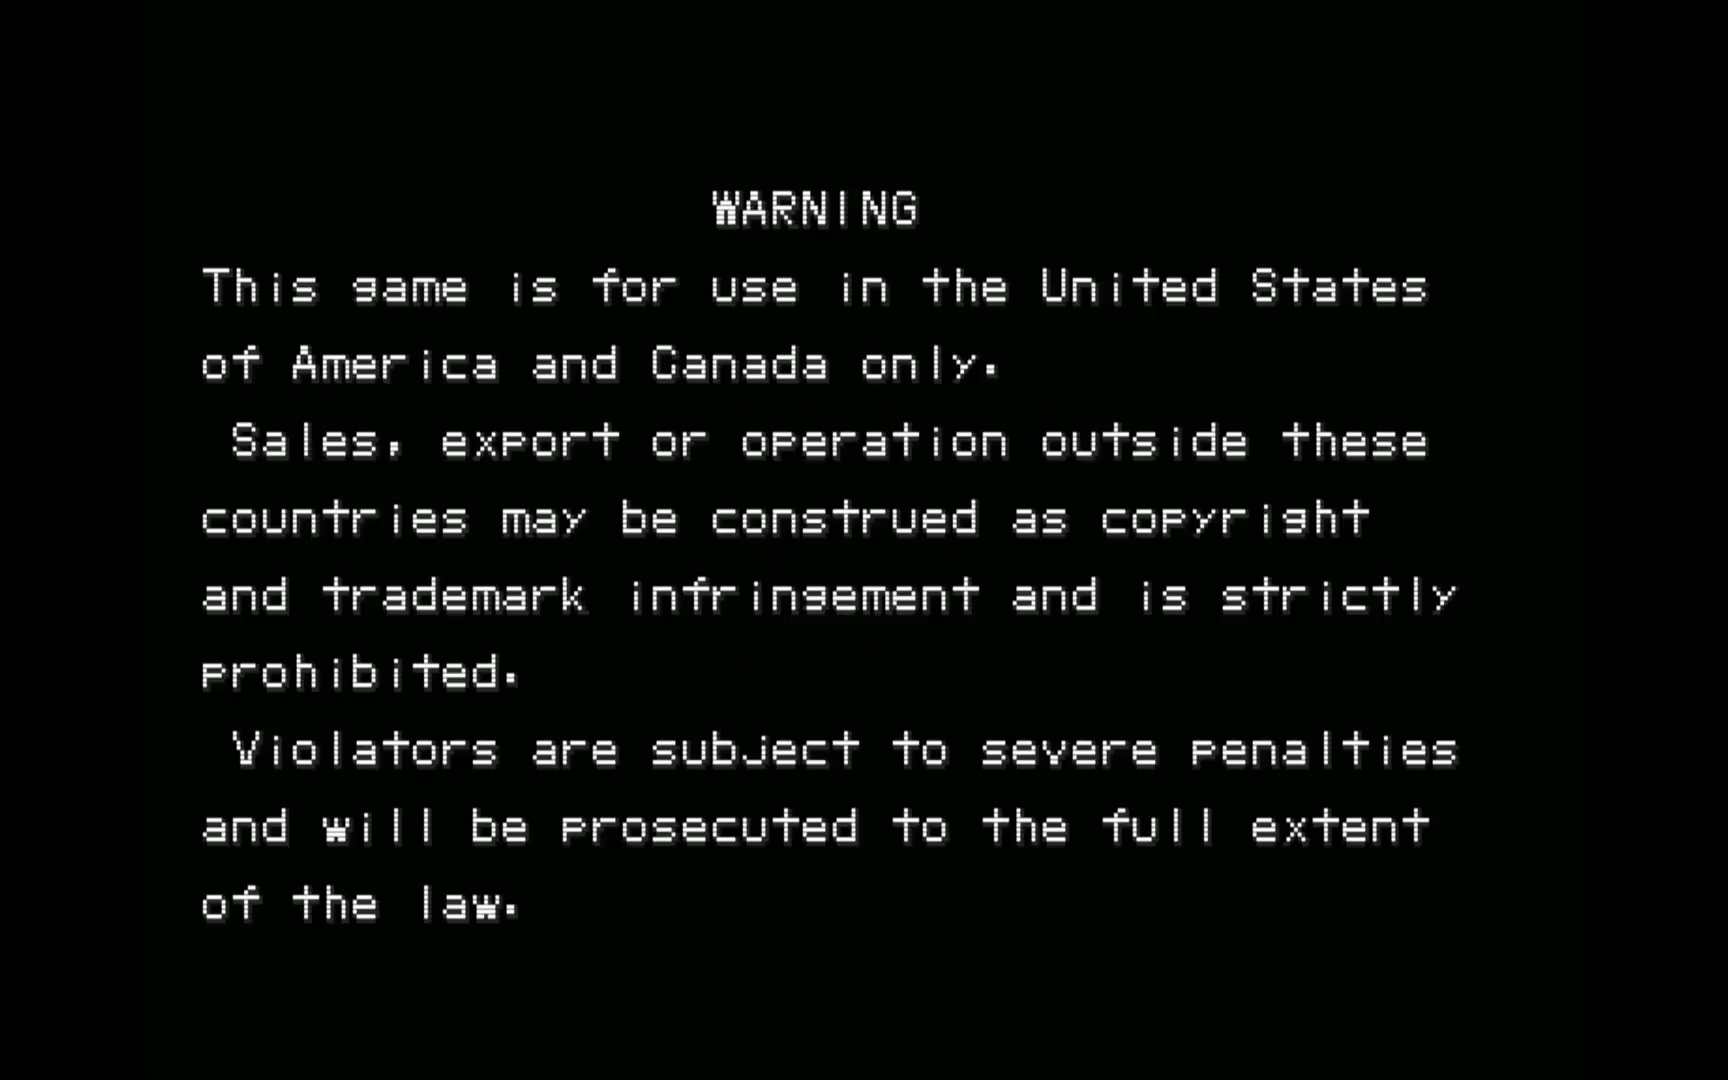 WARNING
This game is for use in the United States
of America and Canada only.
Sales, export or operation outside these
countries may be construed as copyright
and trademark infringement and is strictly
prohibited.
Violators are subject to severe penalties
and will be prosecuted to the full extent
of the law.